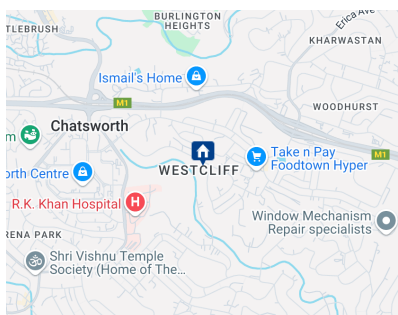 BURLINGTON
HEIGHTS
TLEBRUSH
Erica Ave
KHARWASTAN
Ismail's Home
M1
WOODHURST
Chatsworth
m
Take n Pay
Foodtown Hyper
M1
orth Centre
WESTCLIFF
R.K. Khan Hospital
H
Window Mechanism
Repair specialists
RENA PARK
Shri Vishnu Temple
Society (Home of The...